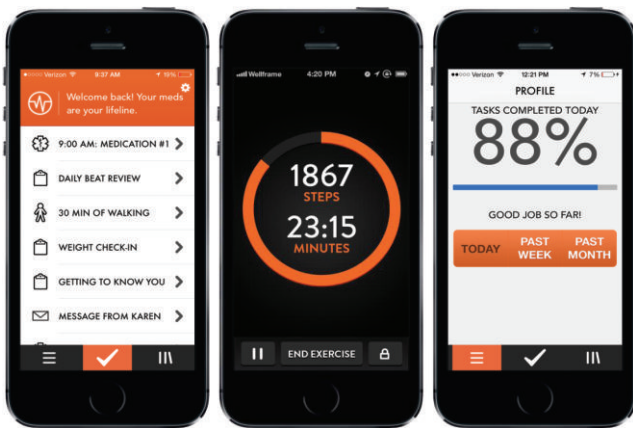 Verizon 9:37 AM 19%
Welcome back! Your meds
are your lifeline.
9:00 AM: MEDICATION #1
DAILY BEAT REVIEW
30 MIN OF WALKING
WEIGHT CHECK-IN
GETTING TO KNOW YOU
MESSAGE FROM KAREN
Wellframe 4:20 PM
1867
STEPS
23:15
MINUTES
END EXERCISE
Verizon 12:21 PM 7%
PROFILE
TASKS COMPLETED TODAY
88%
GOOD JOB SO FAR!
TODAY
PAST
WEEK
PAST
MONTH